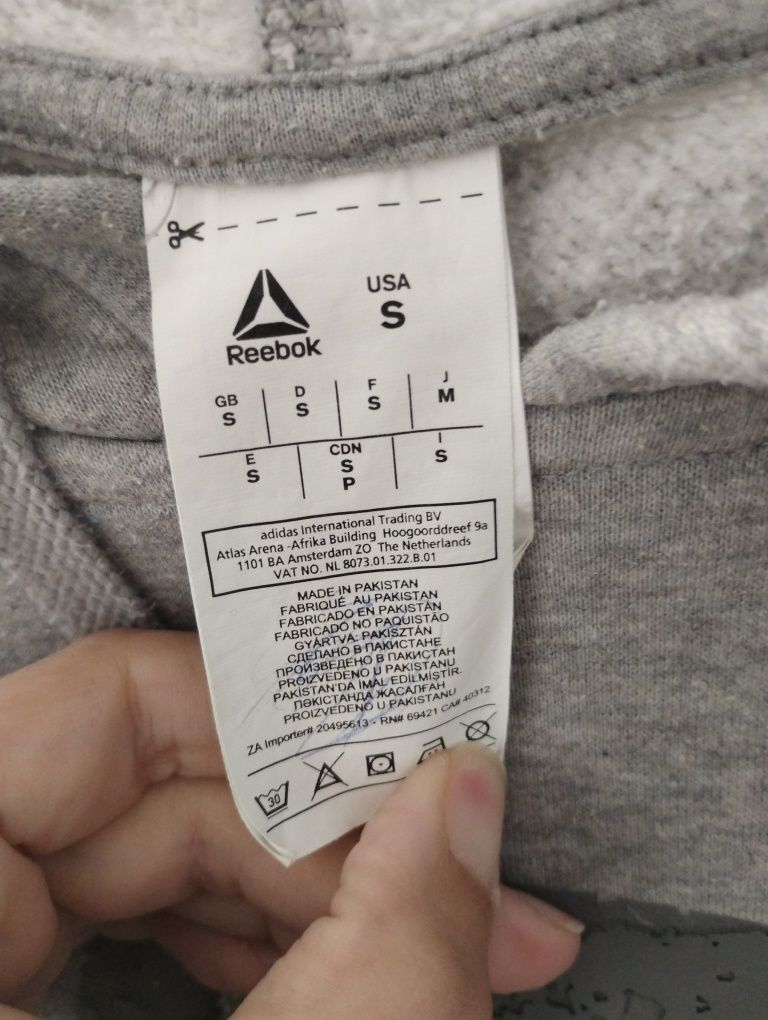 Reebok
USA
S
GB
S
D
S
F
S
J
M
E
S
CDN
S
P
I
S
adidas International Trading BV
Atlas Arena -Afrika Building Hoogoorddreef 9a
1101 BA Amsterdam ZO The Netherlands
VAT NO. NL 8073.01.322.B.01
MADE IN PAKISTAN
FABRIQUÉ AU PAKISTAN
FABRICADO EN PAKISTÁN
FABRICADO NO PAQUISTÃO
GYÁRTVA: PAKISZTÁN
СДЕЛАНО В ПАКИСТАНЕ
ПРОИЗВЕДЕНО В ПАКИСТАН
PROIZVEDENO U PAKISTANU
PAKİSTAN'DA İMAL EDİLMİŞTİR.
ПӘКІСТАНДА ЖАСАЛҒАН
PROIZVEDENO U PAKISTANU
ZA Importer# 20495613 - RN# 69421 CA# 40312
30